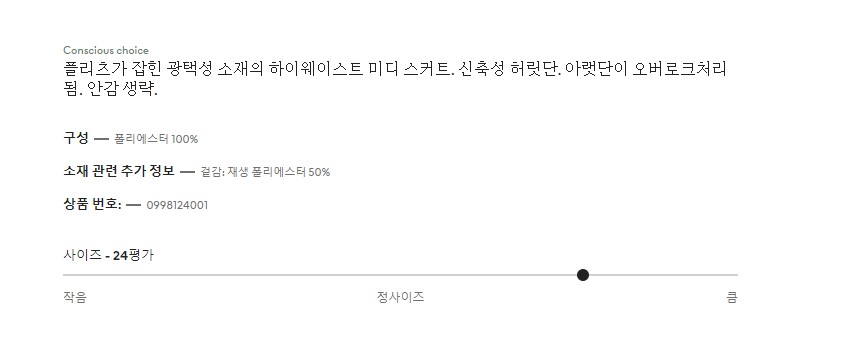 Conscious choice
플리츠가 잡힌 광택성 소재의 하이웨이스트 미디 스커트. 신축성 허릿단. 아랫단이 오버로크처리
됨. 안감 생략.
구성 — 폴리에스터 100%
소재 관련 추가 정보 — 겉감: 재생 폴리에스터 50%
상품 번호: — 0998124001
사이즈 - 24평가
작음 정사이즈 큼